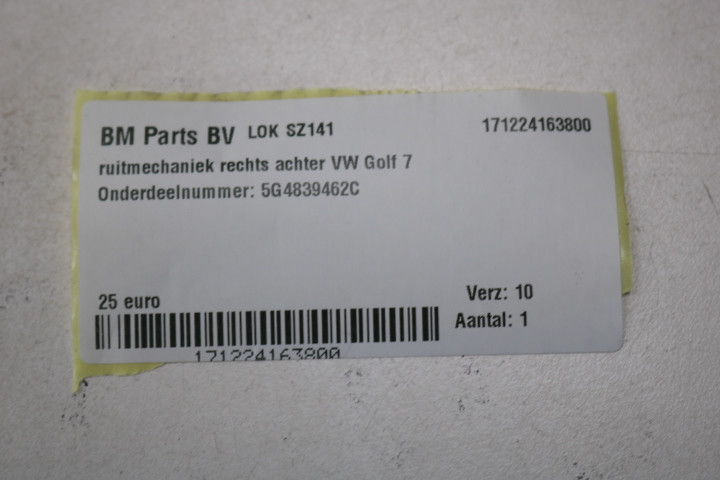 BM Parts BV LOK SZ141 171224163800
ruitmechaniek rechts achter VW Golf 7
Onderdeelnummer: 5G4839462C
25 euro Verz: 10
Aantal: 1
171224163800